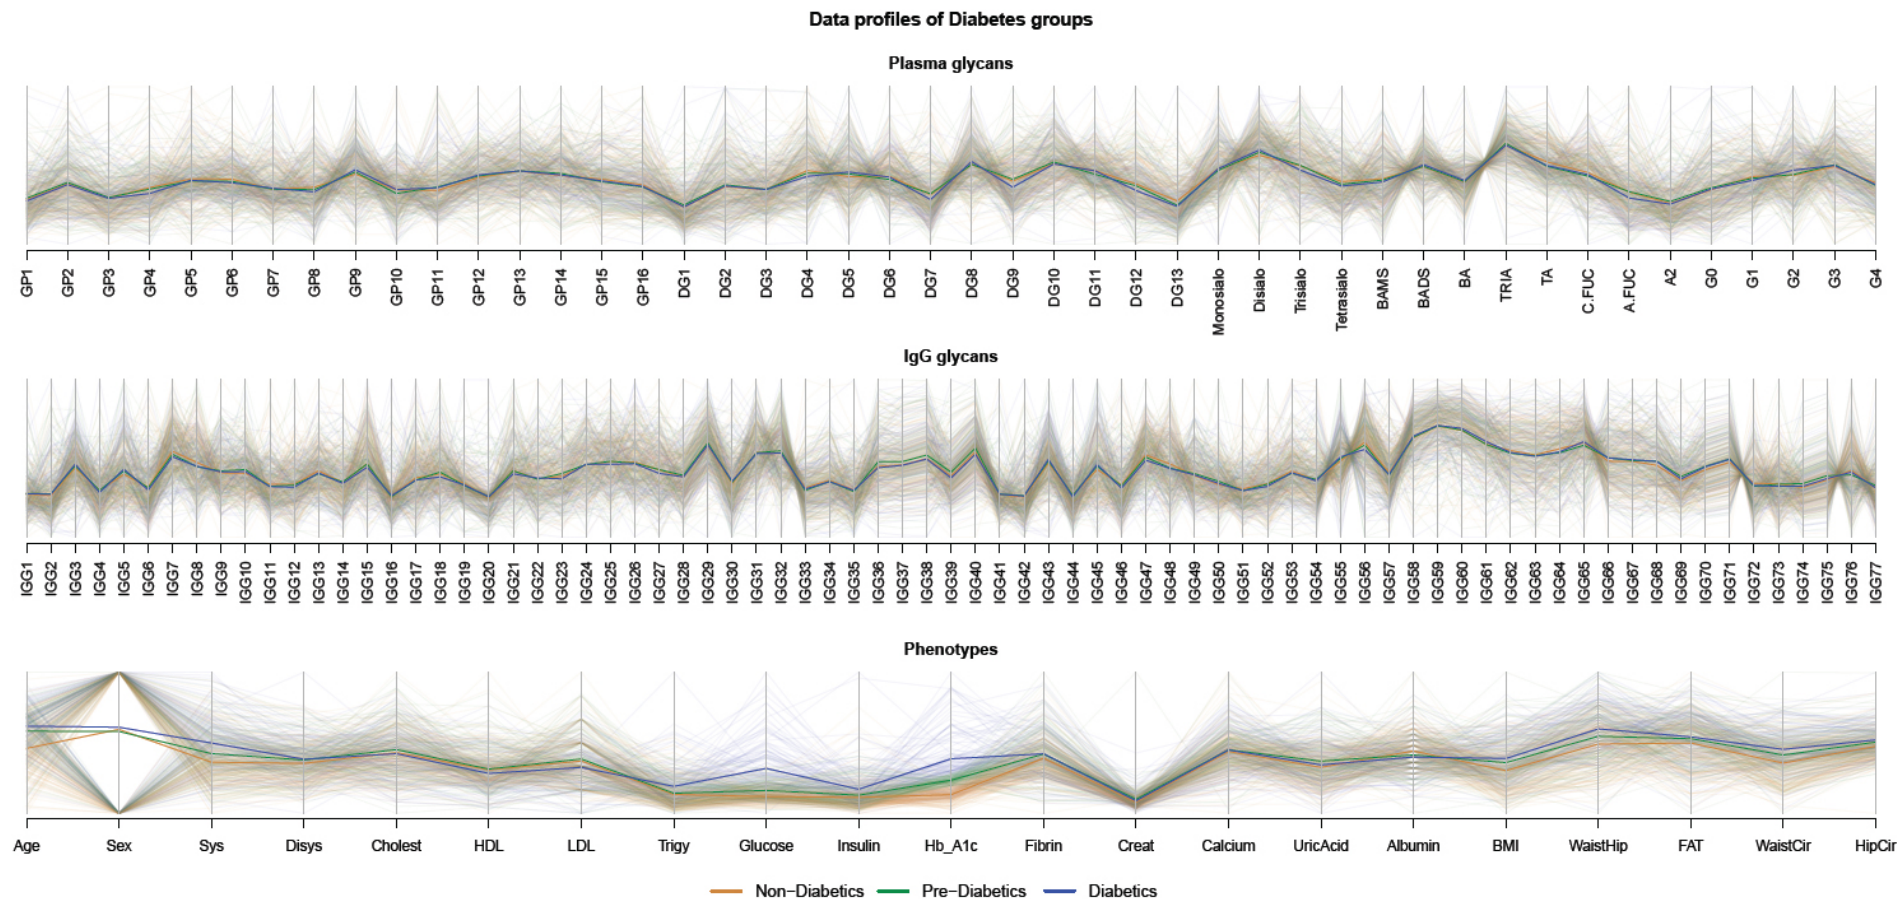 Data profiles of Diabetes groups
Plasma glycans
GP1 GP2 GP3 GP4 GP5 GP6 GP7 GP8 GP9 GP10 GP11 GP12 GP13 GP14 GP15 GP16 DG1 DG2 DG3 DG4 DG5 DG6 DG7 DG8 DG9 DG10 DG11 DG12 DG13 Monosialo Disialo Trisialo Tetrasialo BAMS BADS BA TRIA TA C.FUC A.FUC A2 G0 G1 G2 G3 G4
IgG glycans
IGG1 IGG2 IGG3 IGG4 IGG5 IGG6 IGG7 IGG8 IGG9 IGG10 IGG11 IGG12 IGG13 IGG14 IGG15 IGG16 IGG17 IGG18 IGG19 IGG20 IGG21 IGG22 IGG23 IGG24 IGG25 IGG26 IGG27 IGG28 IGG29 IGG30 IGG31 IGG32 IGG33 IGG34 IGG35 IGG36 IGG37 IGG38 IGG39 IGG40 IGG41 IGG42 IGG43 IGG44 IGG45 IGG46 IGG47 IGG48 IGG49 IGG50 IGG51 IGG52 IGG53 IGG54 IGG55 IGG56 IGG57 IGG58 IGG59 IGG60 IGG61 IGG62 IGG63 IGG64 IGG65 IGG66 IGG67 IGG68 IGG69 IGG70 IGG71 IGG72 IGG73 IGG74 IGG75 IGG76 IGG77
Phenotypes
Age Sex Sys Disys Cholest HDL LDL Trigy Glucose Insulin Hb_A1c Fibrin Creat Calcium UricAcid Albumin BMI WaistHip FAT WaistCir HipCir
Non−Diabetics Pre−Diabetics Diabetics